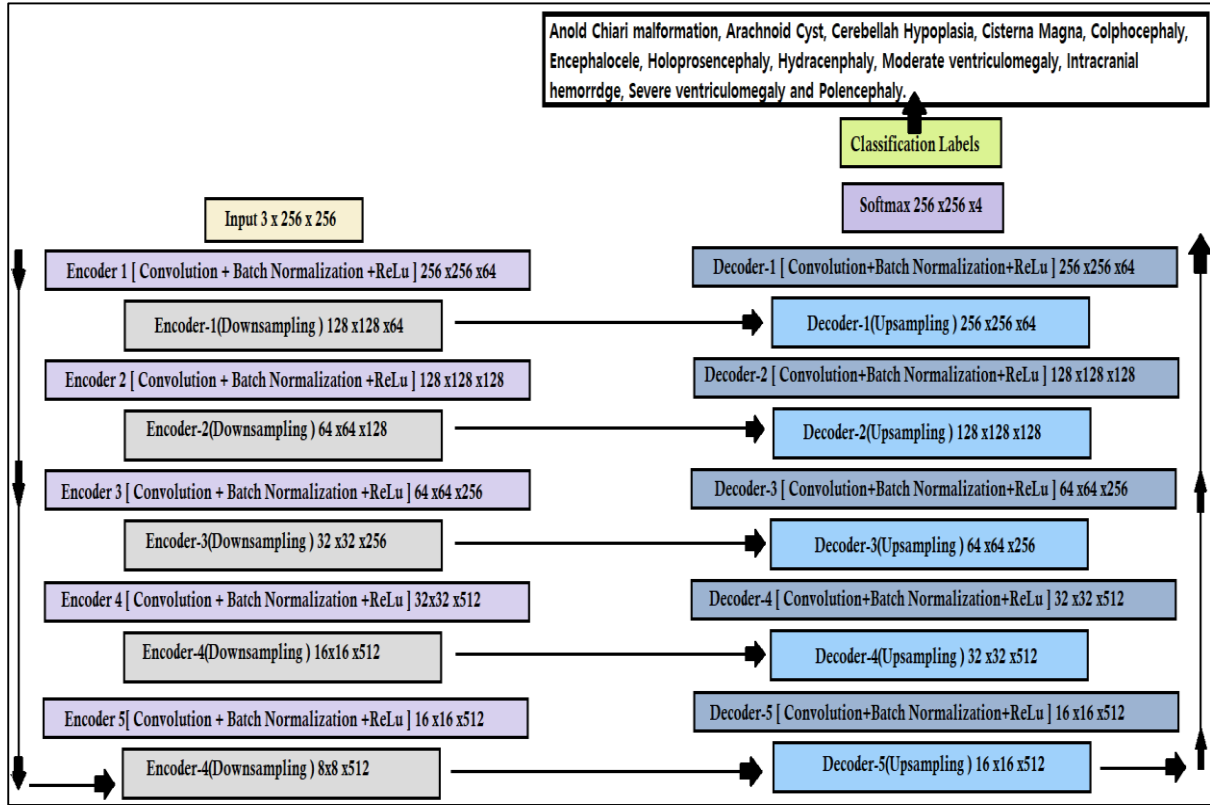 Anold Chiari malformation, Arachnoid Cyst, Cerebellah Hypoplasia, Cisterna Magna, Colphocephaly,
Encephalocele, Holoprosencephaly, Hydracenphaly, Moderate ventriculomegaly, Intracranial
hemorrdge, Severe ventriculomegaly and Polencephaly.
Classification Labels
Softmax 256 x256 x4
Input 3 x 256 x 256
Encoder 1 [ Convolution + Batch Normalization +ReLu ] 256 x256 x64
Encoder-1(Downsampling ) 128 x128 x64
Encoder 2 [ Convolution + Batch Normalization +ReLu ] 128 x128 x128
Encoder-2(Downsampling ) 64 x64 x128
Encoder 3 [ Convolution + Batch Normalization +ReLu ] 64 x64 x256
Encoder-3(Downsampling ) 32 x32 x256
Encoder 4 [ Convolution + Batch Normalization +ReLu ] 32x32 x512
Encoder-4(Downsampling ) 16x16 x512
Encoder 5[ Convolution + Batch Normalization +ReLu ] 16 x16 x512
Encoder-4(Downsampling ) 8x8 x512
Decoder-1 [ Convolution+Batch Normalization+ReLu ] 256 x256 x64
Decoder-1(Upsampling ) 256 x256 x64
Decoder-2 [ Convolution+Batch Normalization+ReLu ] 128 x128 x128
Decoder-2(Upsampling ) 128 x128 x128
Decoder-3 [ Convolution+Batch Normalization+ReLu ] 64 x64 x256
Decoder-3(Upsampling ) 64 x64 x256
Decoder-4 [ Convolution+Batch Normalization+ReLu ] 32 x32 x512
Decoder-4(Upsampling ) 32 x32 x512
Decoder-5 [ Convolution+Batch Normalization+ReLu ] 16 x16 x512
Decoder-5(Upsampling ) 16 x16 x512